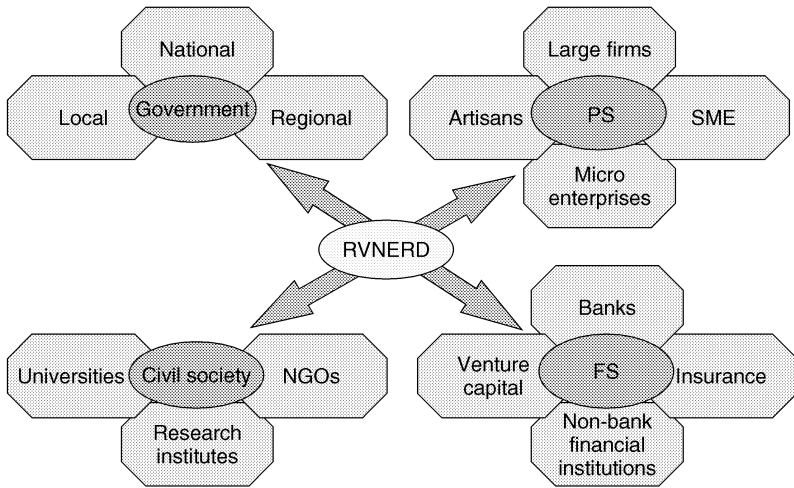 National
Government
Local
Regional
Large firms
Artisans
PS
SME
Micro
enterprises
RVNERD
Universities
Civil society
NGOs
Research
institutes
Banks
Venture
capital
FS
Insurance
Non-bank
financial
institutions